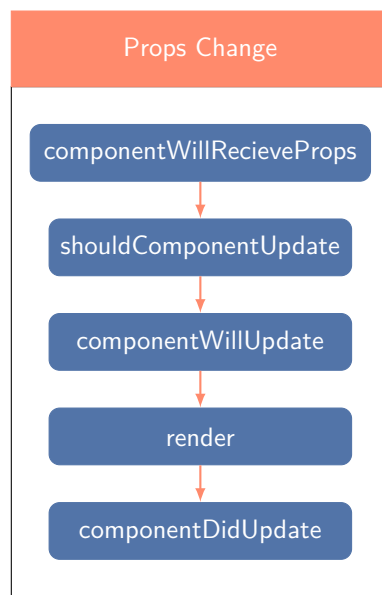 Props Change
componentWillRecieveProps
shouldComponentUpdate
componentWillUpdate
render
componentDidUpdate